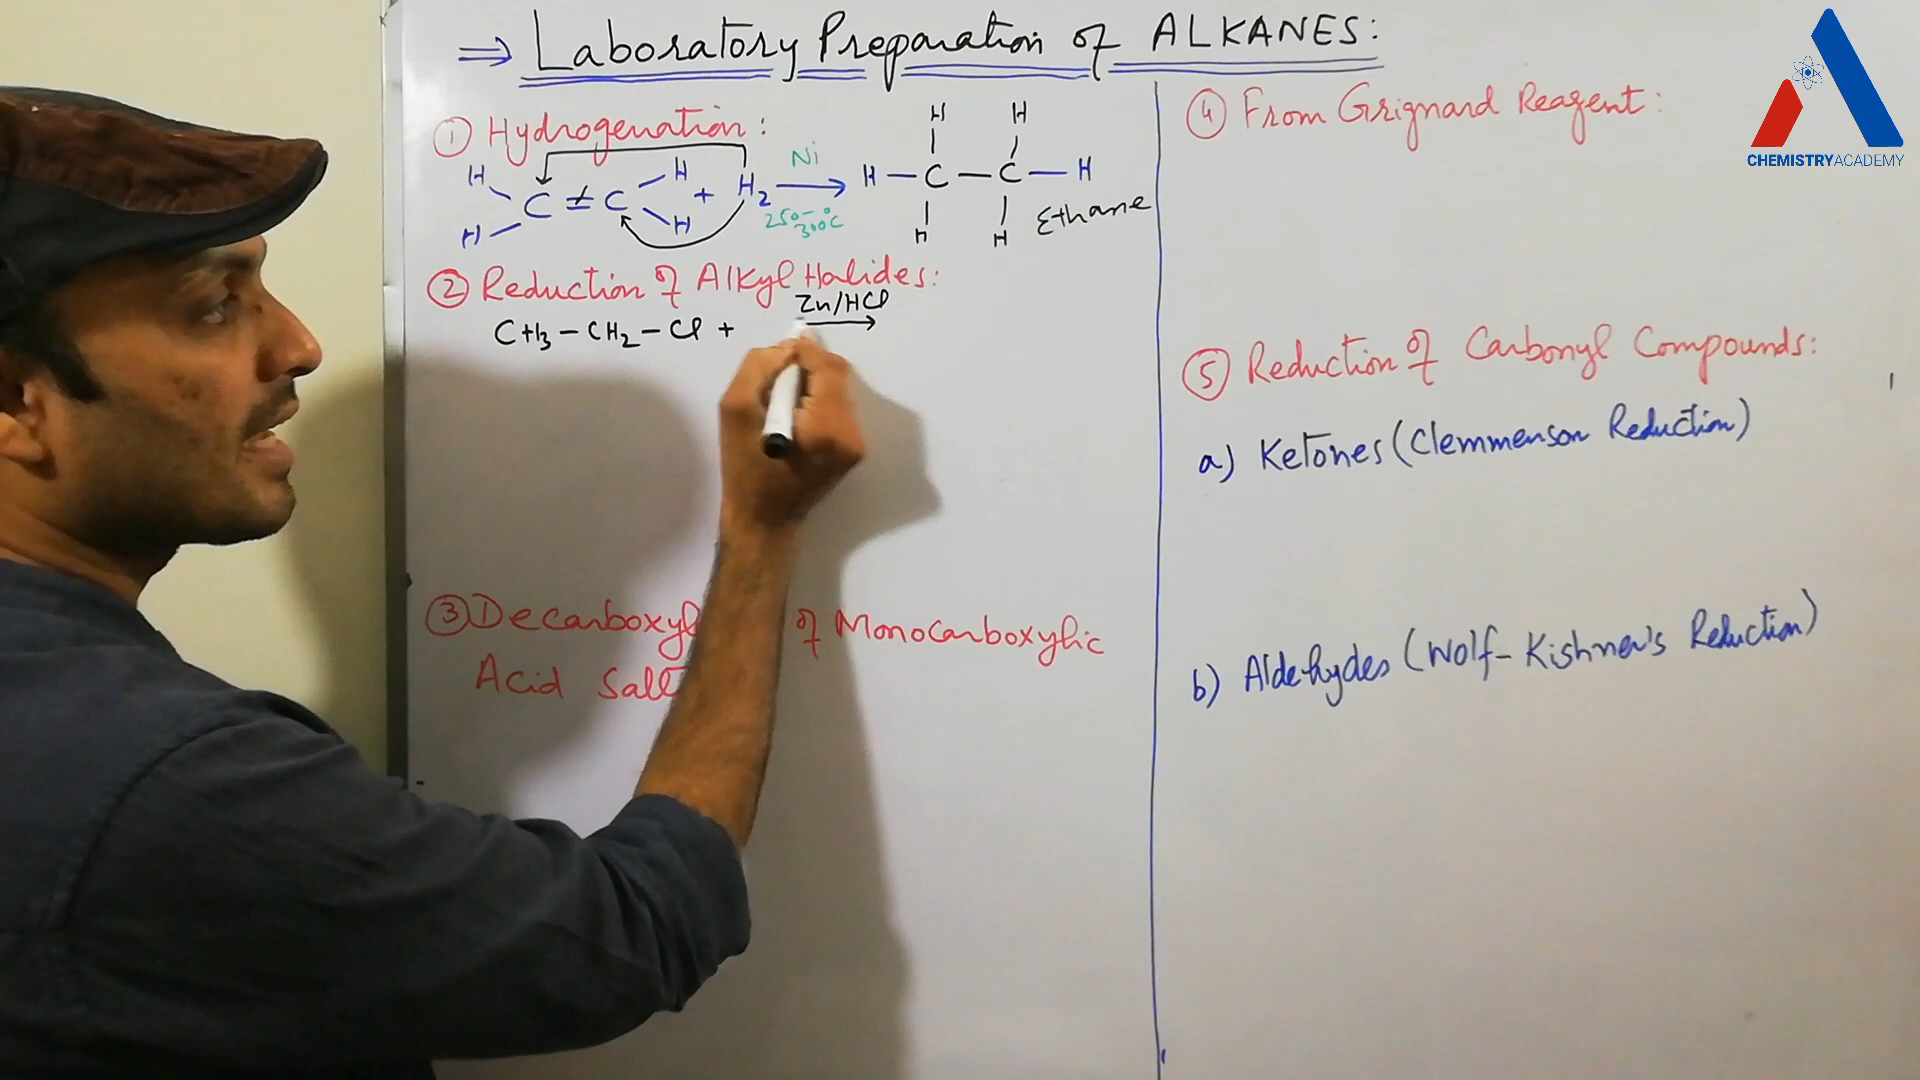 ⇒ Laboratory Preparation of ALKANES:
① Hydrogenation:
H H C ≠ C H H + H2 Ni 250-300°C → H H H — C — C — H H H Ethane
② Reduction of Alkyl Halides:
CH3 – CH2 – Cl + Zn/HCl →
③ Decarboxyl of Monocarboxylic
Acid Salt
④ From Grignard Reagent:
⑤ Reduction of Carbonyl Compounds:
a) Ketones (Clemmenson Reduction)
b) Aldehydes (Wolf-Kishner's Reduction)
CHEMISTRYACADEMY